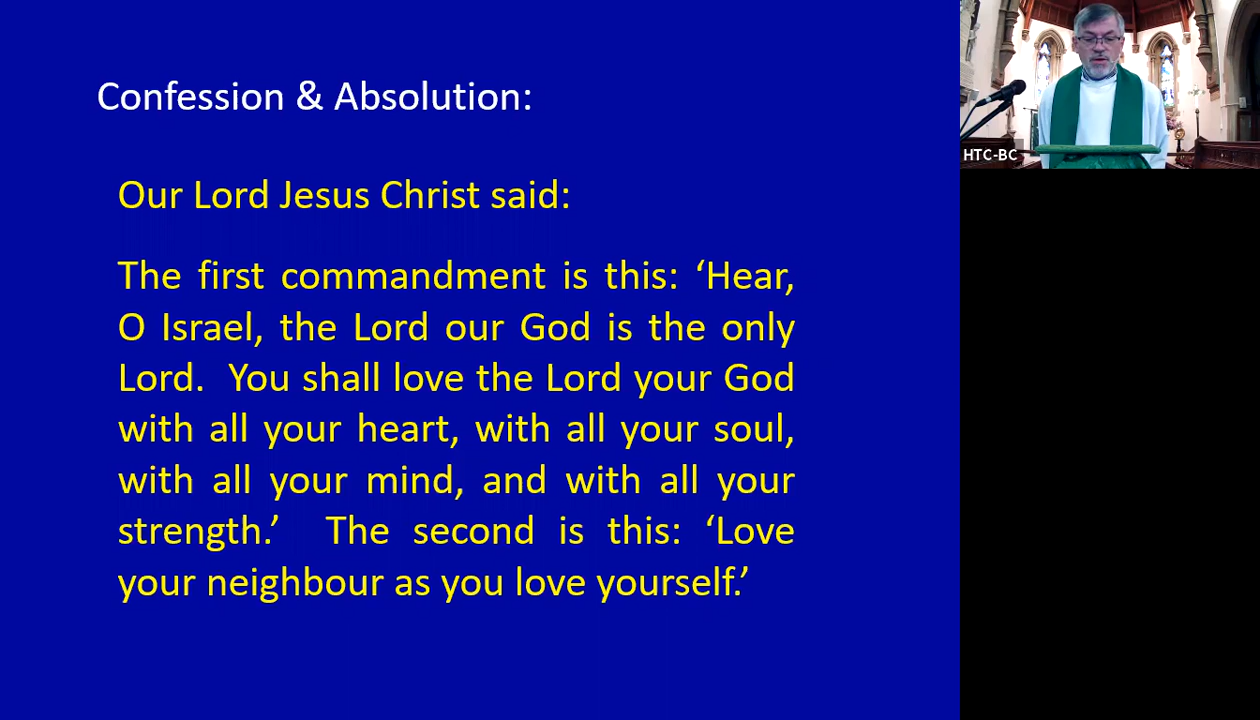 Confession & Absolution:
Our Lord Jesus Christ said:
The first commandment is this: ‘Hear,
O Israel, the Lord our God is the only
Lord.  You shall love the Lord your God
with all your heart, with all your soul,
with all your mind, and with all your
strength.’  The second is this: ‘Love
your neighbour as you love yourself.’
HTC-BC